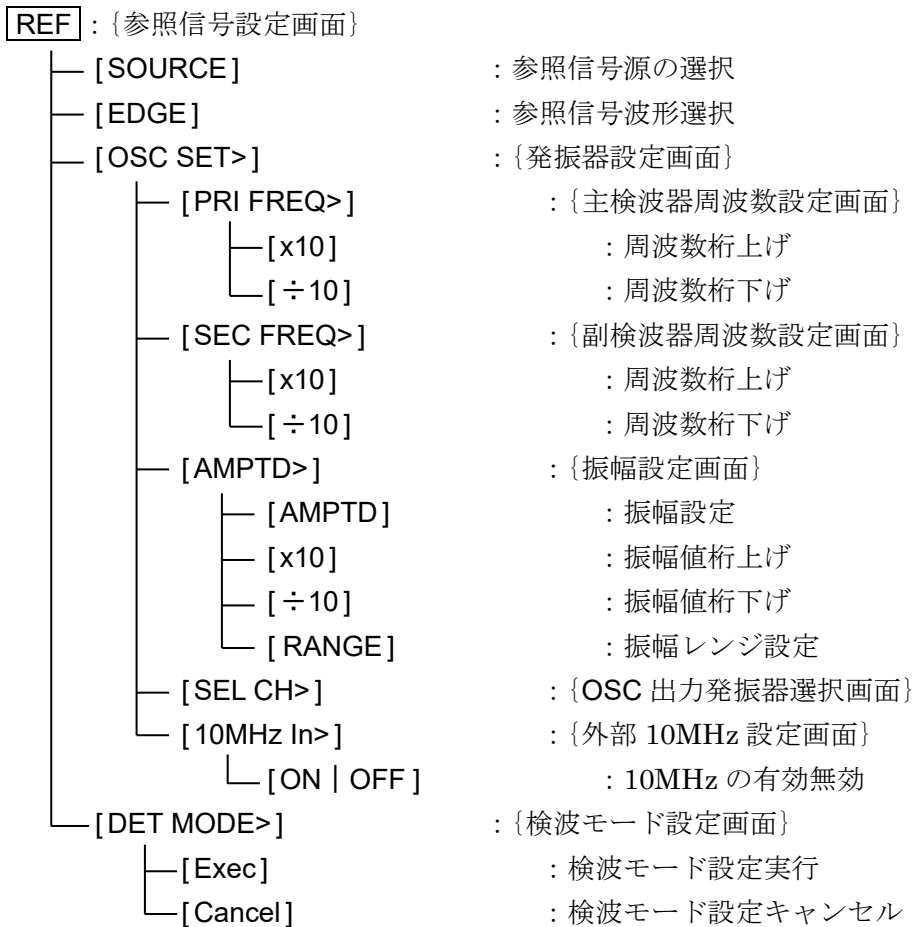 REF : {参照信号設定画面}
[SOURCE] : 参照信号源の選択
[EDGE] : 参照信号波形選択
[OSC SET>] : {発振器設定画面}
[PRI FREQ>] : {主検波器周波数設定画面}
[x10] : 周波数桁上げ
[÷10] : 周波数桁下げ
[SEC FREQ>] : {副検波器周波数設定画面}
[x10] : 周波数桁上げ
[÷10] : 周波数桁下げ
[AMPTD>] : {振幅設定画面}
[AMPTD] : 振幅設定
[x10] : 振幅値桁上げ
[÷10] : 振幅値桁下げ
[RANGE] : 振幅レンジ設定
[SEL CH>] : {OSC 出力発振器選択画面}
[10MHz In>] : {外部 10MHz 設定画面}
[ON｜OFF] : 10MHz の有効無効
[DET MODE>] : {検波モード設定画面}
[Exec] : 検波モード設定実行
[Cancel] : 検波モード設定キャンセル